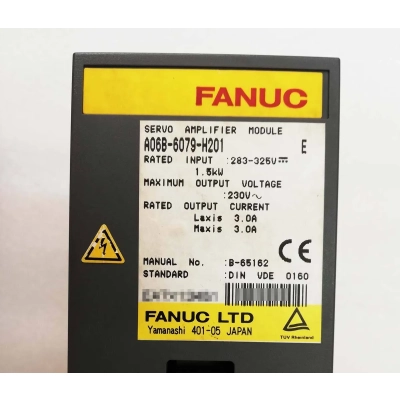 FANUC
SERVO AMPLIFIER MODULE
A06B-6079-H201 E
RATED INPUT :283-325V⎓
1.5kW
MAXIMUM OUTPUT VOLTAGE
:230V~
RATED OUTPUT CURRENT
Laxis 3.0A
Maxis 3.0A
MANUAL No. :B-65162
STANDARD :DIN VDE 0160
CE
FANUC LTD
Yamanashi 401-05 JAPAN
TUV Rheinland